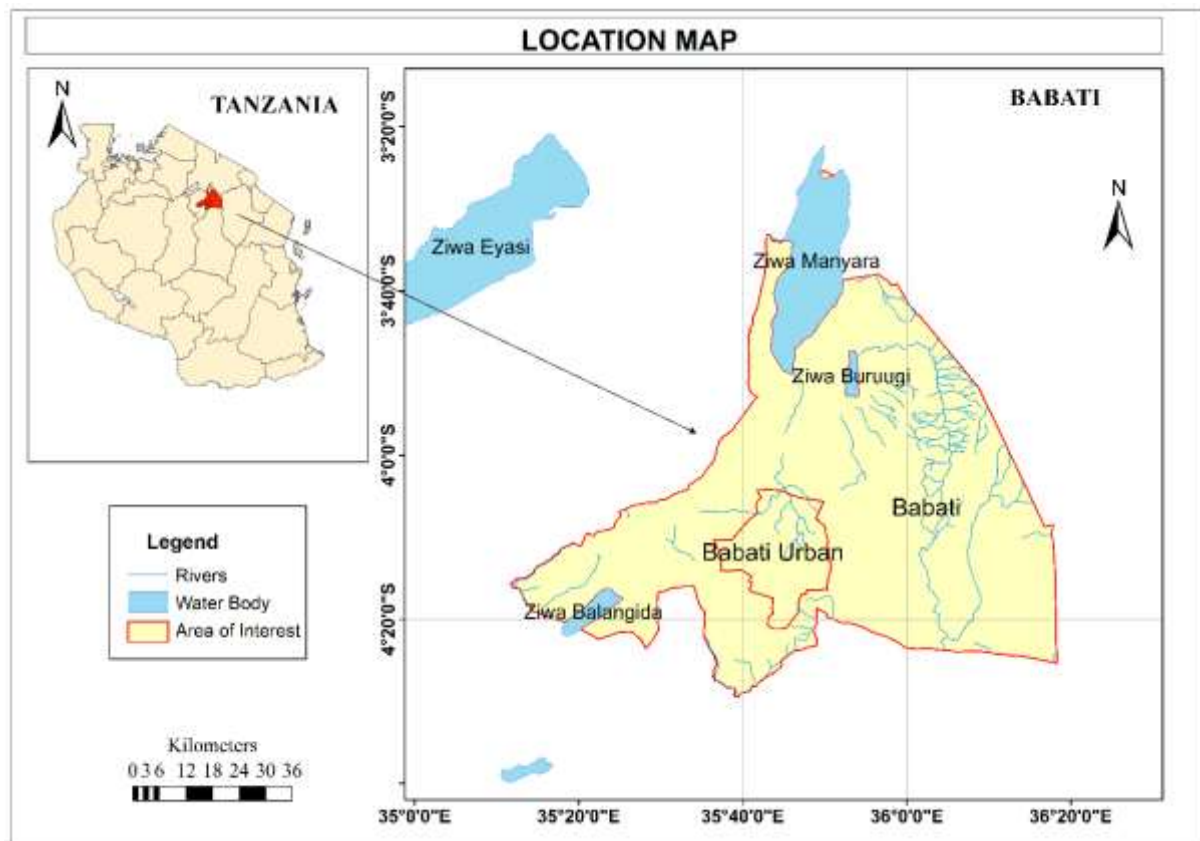 LOCATION MAP
N
TANZANIA
BABATI
N
3°20'0"S
3°40'0"S
4°0'0"S
4°20'0"S
Ziwa Eyasi
Ziwa Manyara
Ziwa Buruugi
Babati
Babati Urban
Ziwa Balangida
Legend
Rivers
Water Body
Area of Interest
Kilometers
0 3 6 12 18 24 30 36
35°0'0"E 35°20'0"E 35°40'0"E 36°0'0"E 36°20'0"E